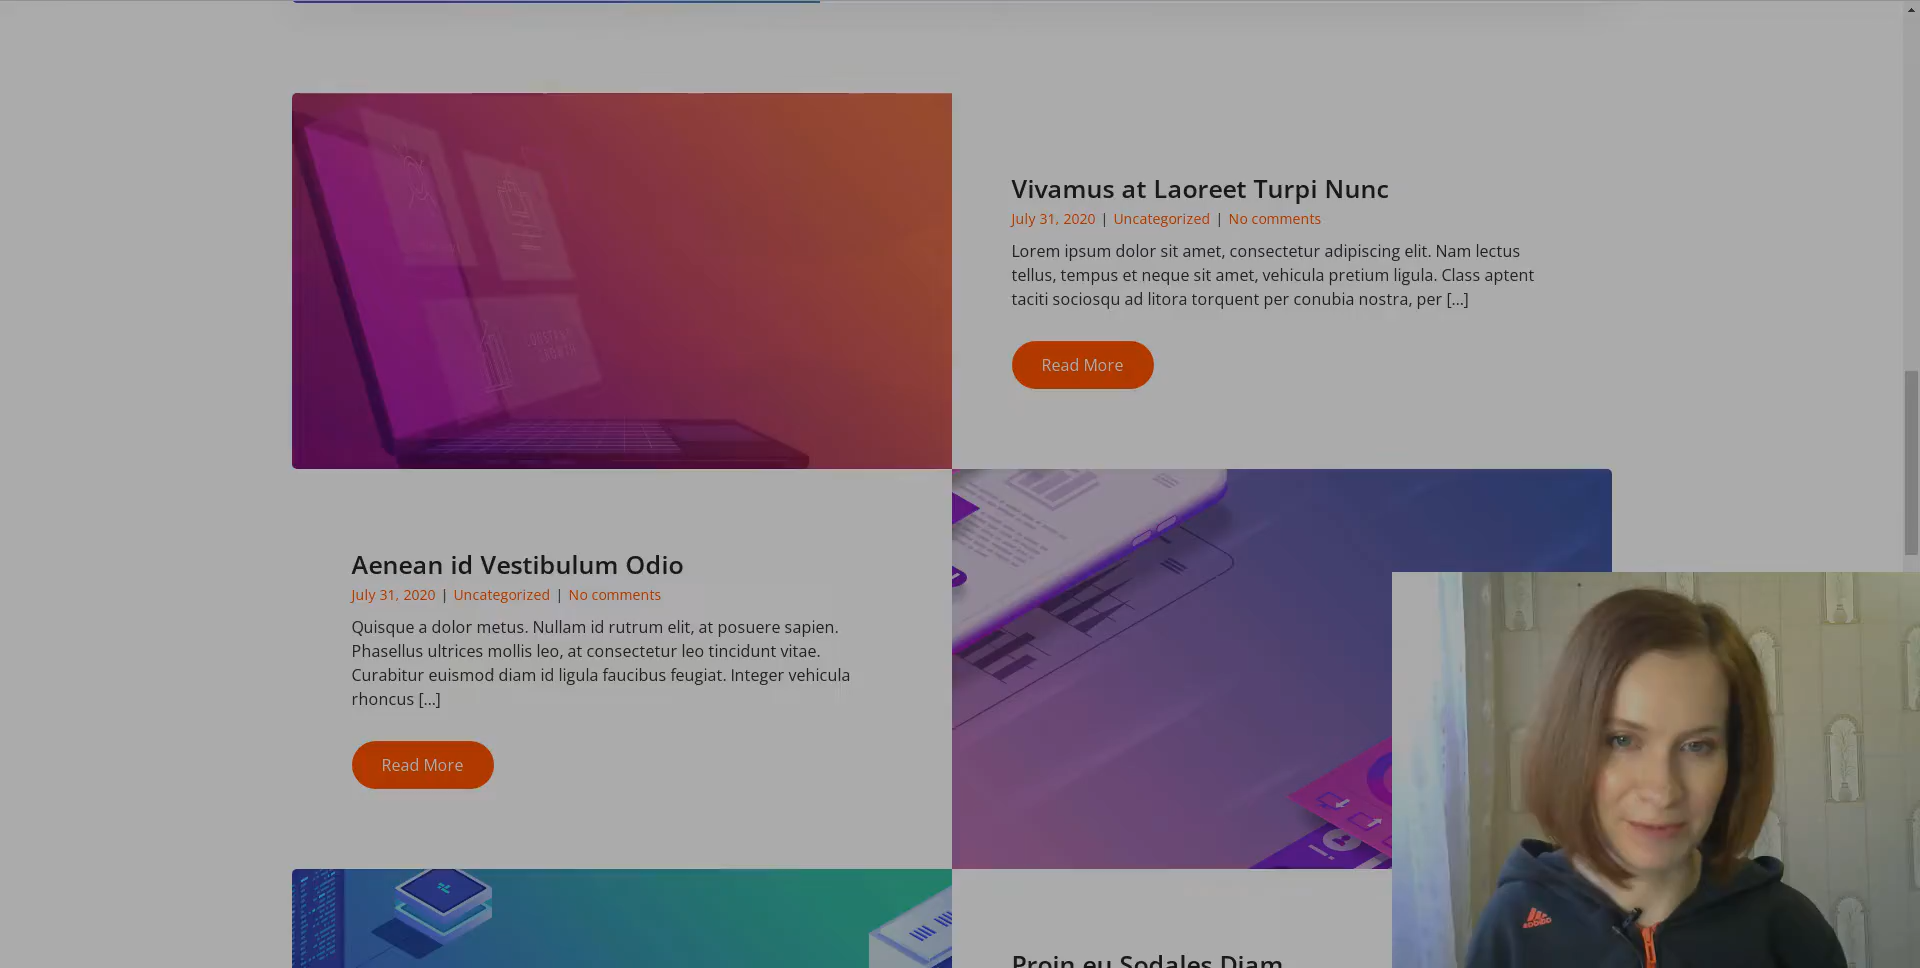 CONSTANT
GROWTH
Vivamus at Laoreet Turpi Nunc
July 31, 2020 | Uncategorized | No comments
Lorem ipsum dolor sit amet, consectetur adipiscing elit. Nam lectus
tellus, tempus et neque sit amet, vehicula pretium ligula. Class aptent
taciti sociosqu ad litora torquent per conubia nostra, per [...]
Read More
Aenean id Vestibulum Odio
July 31, 2020 | Uncategorized | No comments
Quisque a dolor metus. Nullam id rutrum elit, at posuere sapien.
Phasellus ultrices mollis leo, at consectetur leo tincidunt vitae.
Curabitur euismod diam id ligula faucibus feugiat. Integer vehicula
rhoncus [...]
Read More
Proin eu Sodales Diam
adidas